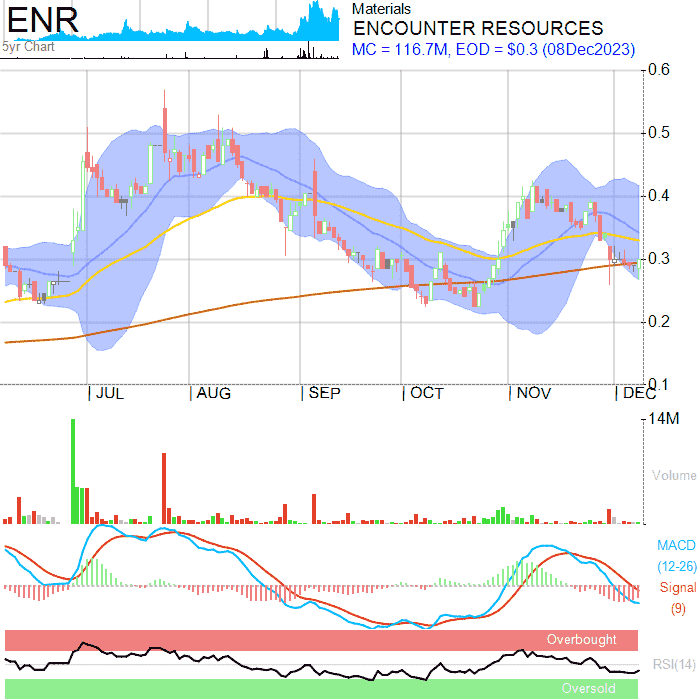 ENR
5yr Chart
Materials
ENCOUNTER RESOURCES
MC = 116.7M, EOD = $0.3 (08Dec2023)
0.6
0.5
0.4
0.3
0.2
0.1
JUL AUG SEP OCT NOV DEC
14M
Volume
MACD
(12-26)
Signal
(9)
Overbought
RSI(14)
Oversold